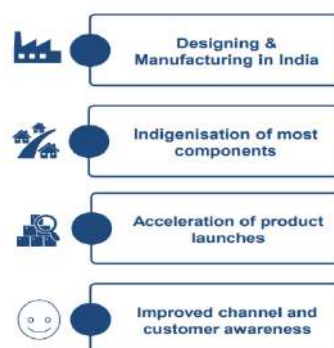 Designing &
Manufacturing in India
Indigenisation of most
components
Acceleration of product
launches
Improved channel and
customer awareness